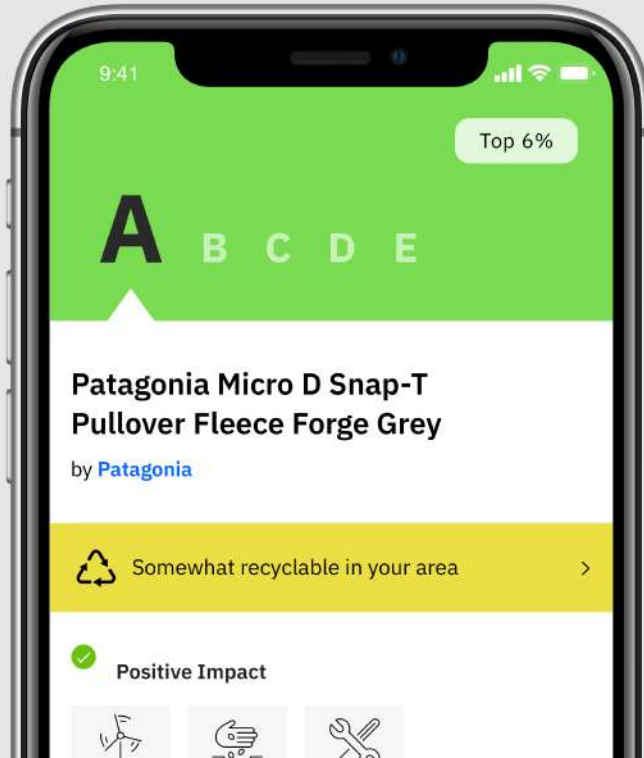 9:41
Top 6%
A B C D E
Patagonia Micro D Snap-T
Pullover Fleece Forge Grey
by Patagonia
Somewhat recyclable in your area
Positive Impact